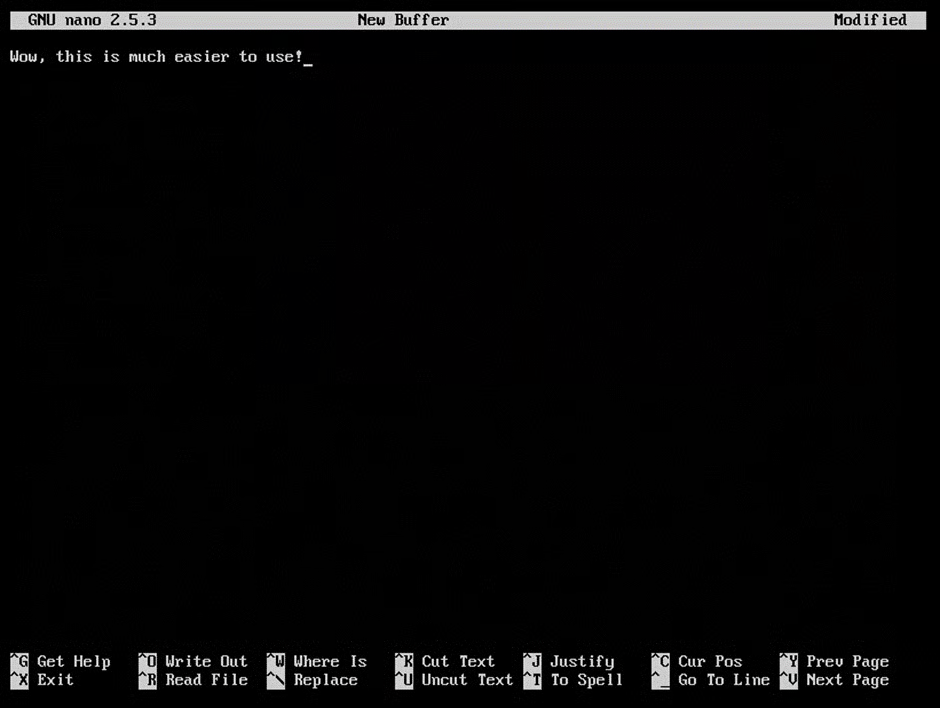 GNU nano 2.5.3 New Buffer Modified
Wow, this is much easier to use!_
^G Get Help ^O Write Out ^W Where Is ^K Cut Text ^J Justify ^C Cur Pos ^Y Prev Page
^X Exit ^R Read File ^\ Replace ^U Uncut Text ^T To Spell ^_ Go To Line ^V Next Page